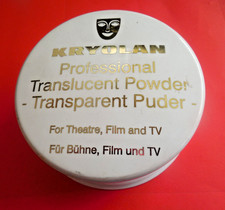 KRYOLAN
Professional
Translucent Powder
- Transparent Puder -
For Theatre, Film and TV
Für Bühne, Film und TV